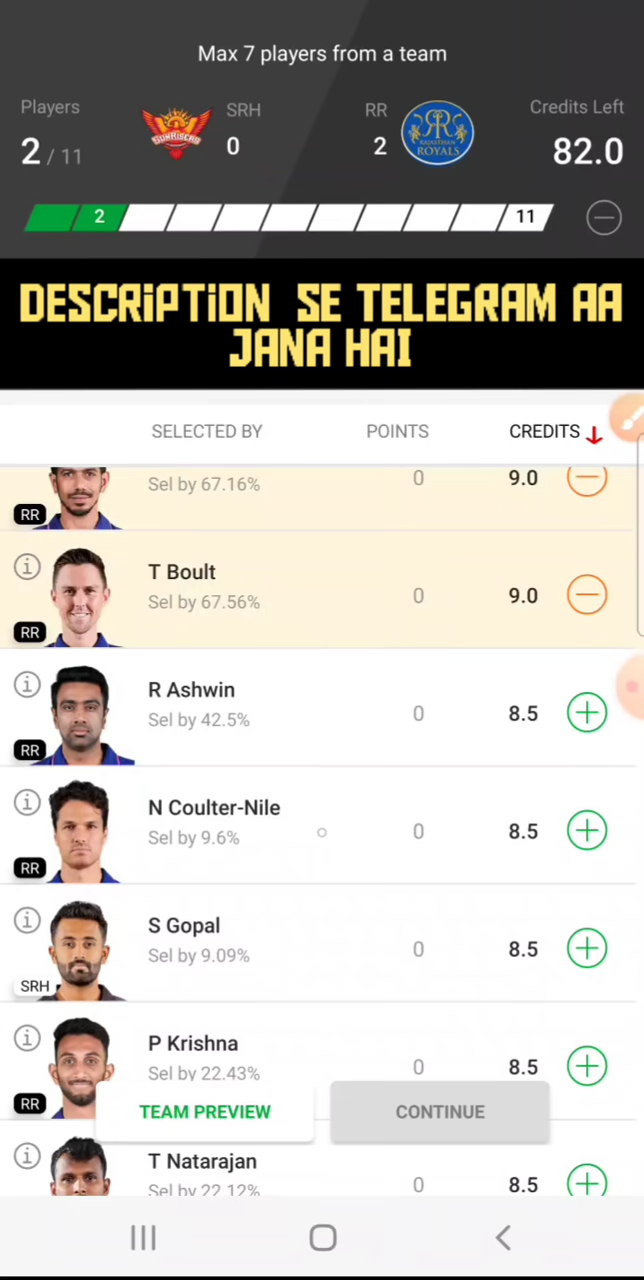 Max 7 players from a team
Players SRH RR Credits Left
2 / 11 0 2 82.0
SUNRISERS
RAJASTHAN
ROYALS
2 11
DESCRIPTION SE TELEGRAM AA
JANA HAI
SELECTED BY POINTS CREDITS
Sel by 67.16% 0 9.0
RR
T Boult
Sel by 67.56% 0 9.0
RR
R Ashwin
Sel by 42.5% 0 8.5
RR
N Coulter-Nile
Sel by 9.6% 0 8.5
RR
S Gopal
Sel by 9.09% 0 8.5
SRH
P Krishna
Sel by 22.43% 0 8.5
RR
TEAM PREVIEW CONTINUE
T Natarajan
Sel by 22.12% 0 8.5